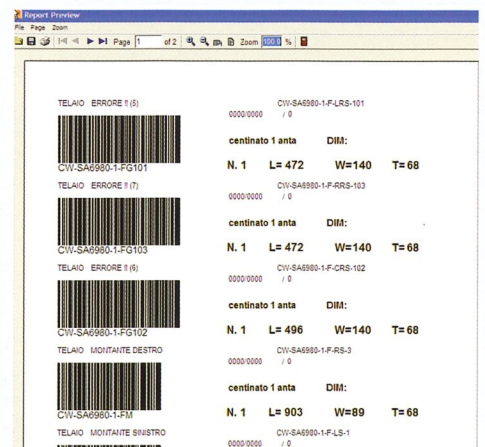 Report Preview
File Page Zoom
Page 1 of 2 Zoom 100.0 %
TELAIO ERRORE !! (5)
CW-SA6980-1-F-LRS-101
0000/0000 / 0
centinato 1 anta DIM:
N. 1 L= 472 W=140 T= 68
CW-SA6980-1-FG101
TELAIO ERRORE !! (7)
CW-SA6980-1-F-RRS-103
0000/0000 / 0
centinato 1 anta DIM:
N. 1 L= 472 W=140 T= 68
CW-SA6980-1-FG103
TELAIO ERRORE !! (6)
CW-SA6980-1-F-CRS-102
0000/0000 / 0
centinato 1 anta DIM:
N. 1 L= 496 W=140 T= 68
CW-SA6980-1-FG102
TELAIO MONTANTE DESTRO
CW-SA6980-1-F-RS-3
0000/0000 / 0
centinato 1 anta DIM:
N. 1 L= 903 W=89 T= 68
CW-SA6980-1-FM
TELAIO MONTANTE SINISTRO
CW-SA6980-1-F-LS-1
0000/0000 / 0